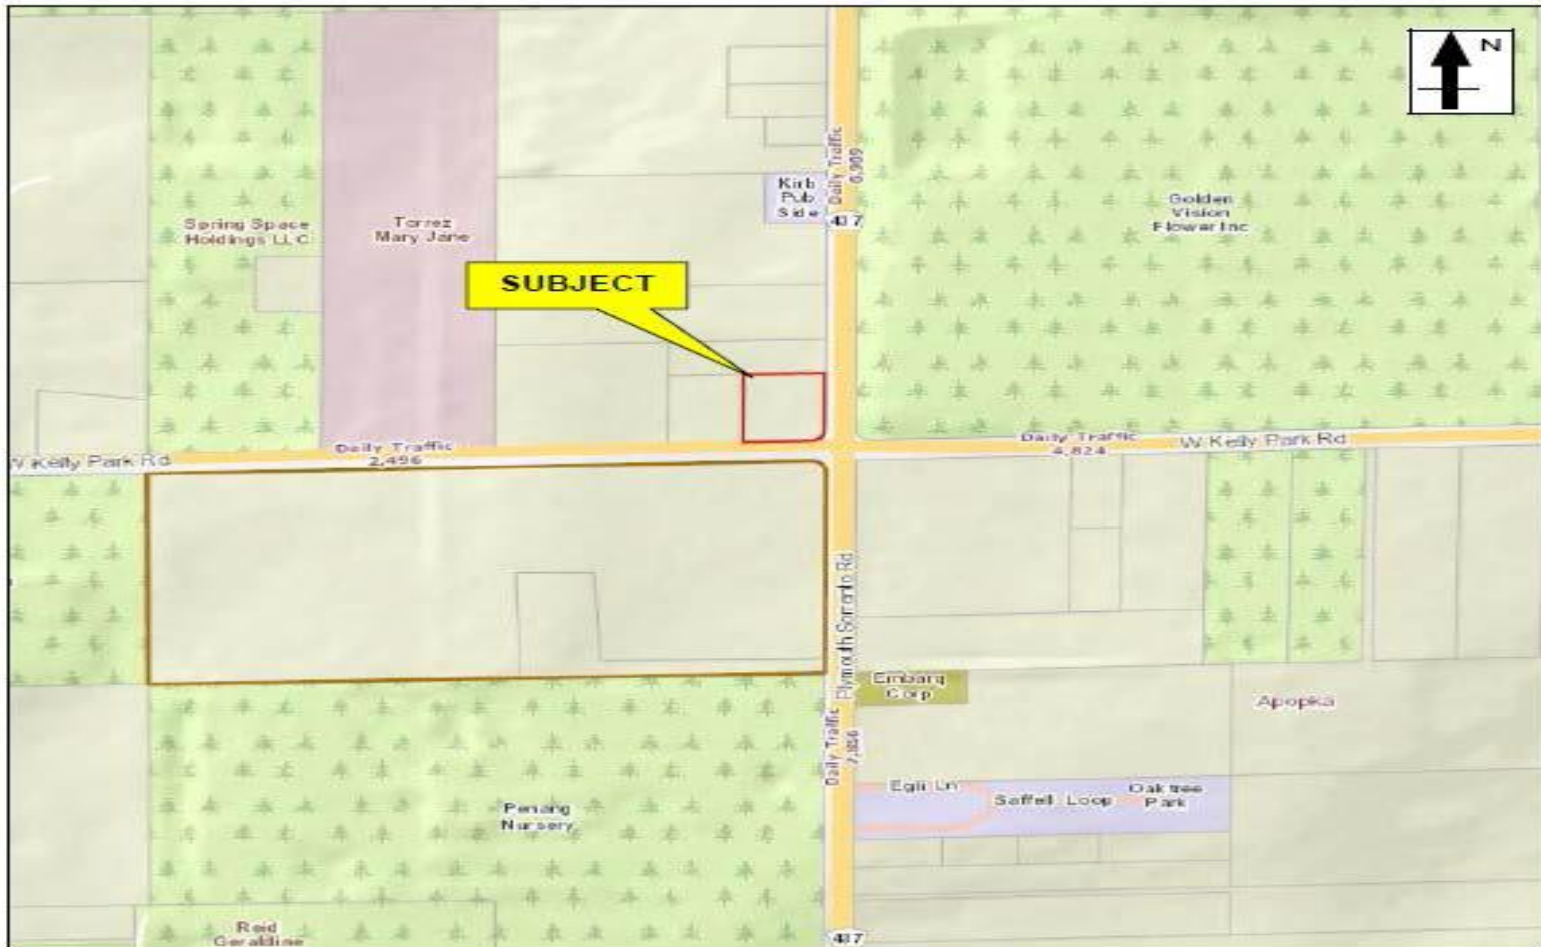 N
Daily Traffic
6,909
Kirb
Pub
Side
437
Golden
Vision
Flower Inc
Spring Space
Holdings LLC
Torrez
Mary Jane
SUBJECT
Daily Traffic
2,496
W Kelly Park Rd
Daily Traffic
4,824
W Kelly Park Rd
Plymouth Sorrento Rd
Embarq
Corp
Apopka
Daily Traffic
7,856
Egli Ln
Saffell Loop
Oak tree
Park
Penang
Nursery
Reid
Geraldine
437